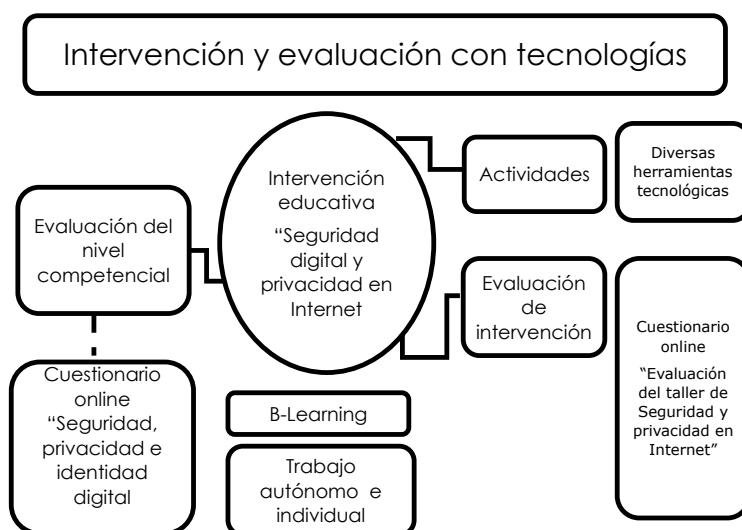 Intervención y evaluación con tecnologías
Intervención
educativa
“Seguridad
digital y
privacidad en
Internet
Actividades
Diversas
herramientas
tecnológicas
Evaluación del
nivel
competencial
Evaluación
de
intervención
Cuestionario
online
“Evaluación
del taller de
Seguridad y
privacidad en
Internet”
Cuestionario
online
“Seguridad,
privacidad e
identidad
digital
B-Learning
Trabajo
autónomo e
individual